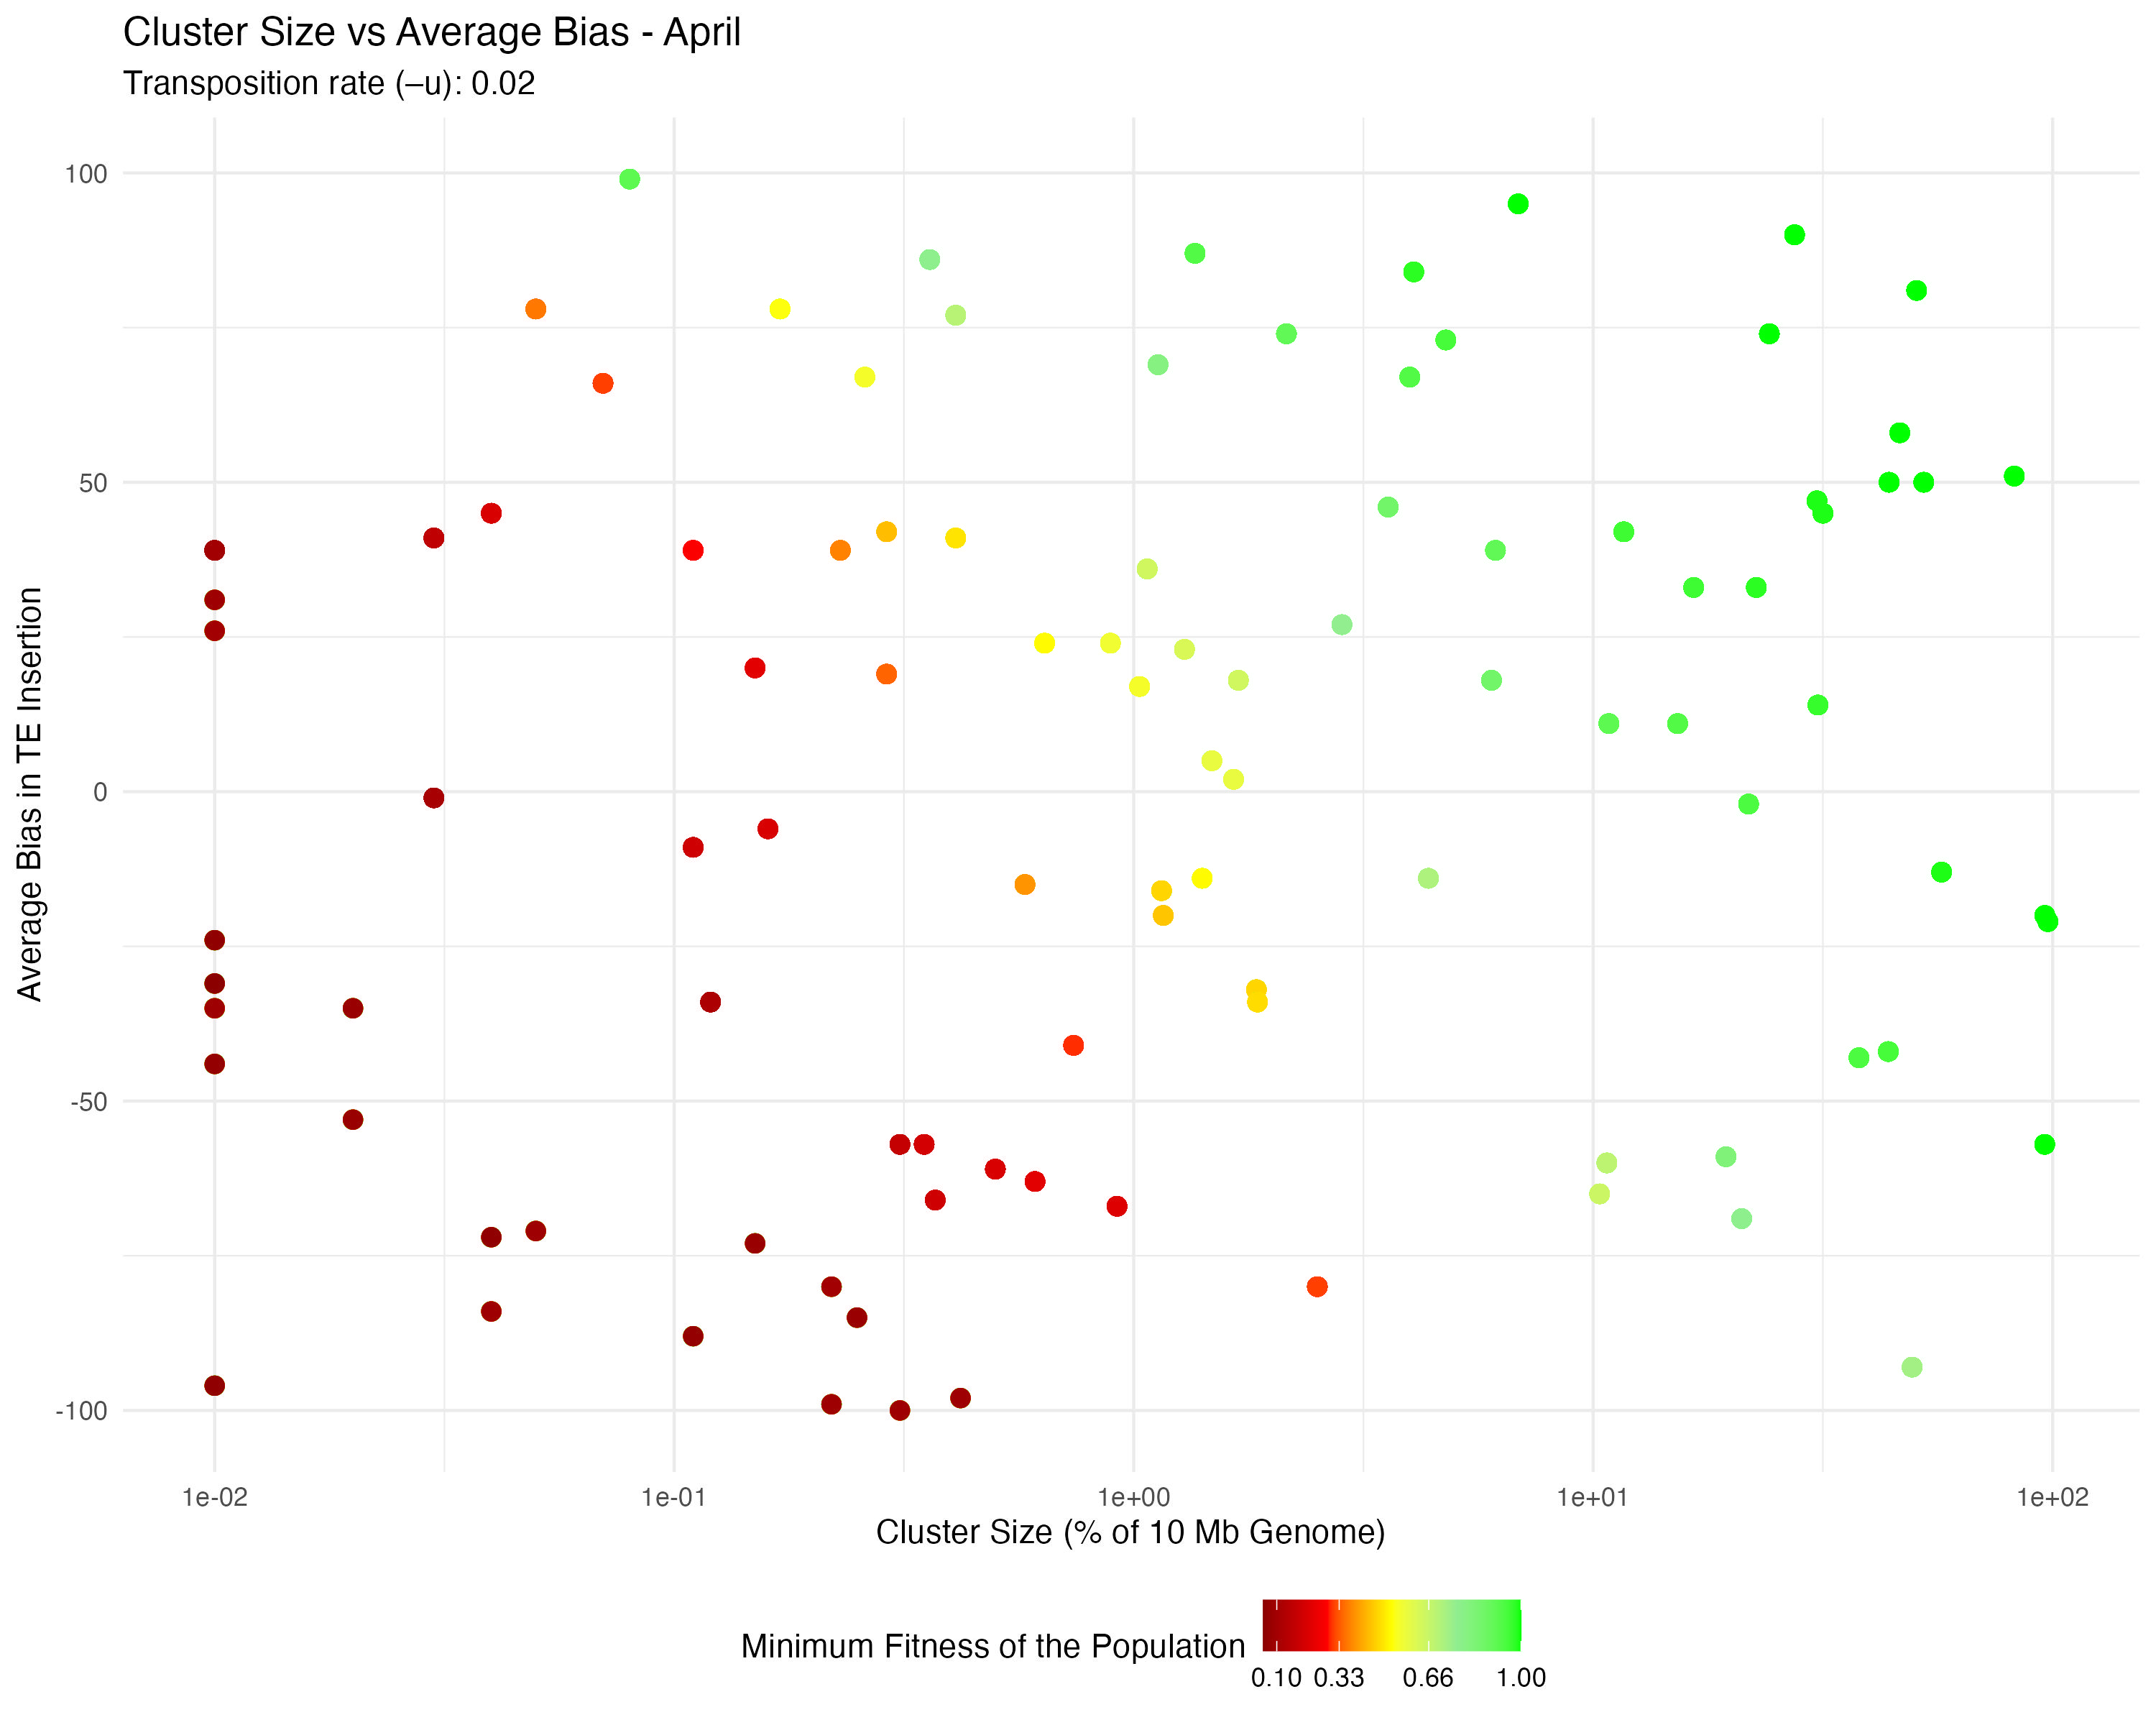 Cluster Size vs Average Bias - April
Transposition rate (−u): 0.02
Average Bias in TE Insertion
100
50
0
-50
-100
1e-02 1e-01 1e+00 1e+01 1e+02
Cluster Size (% of 10 Mb Genome)
Minimum Fitness of the Population
0.10 0.33 0.66 1.00